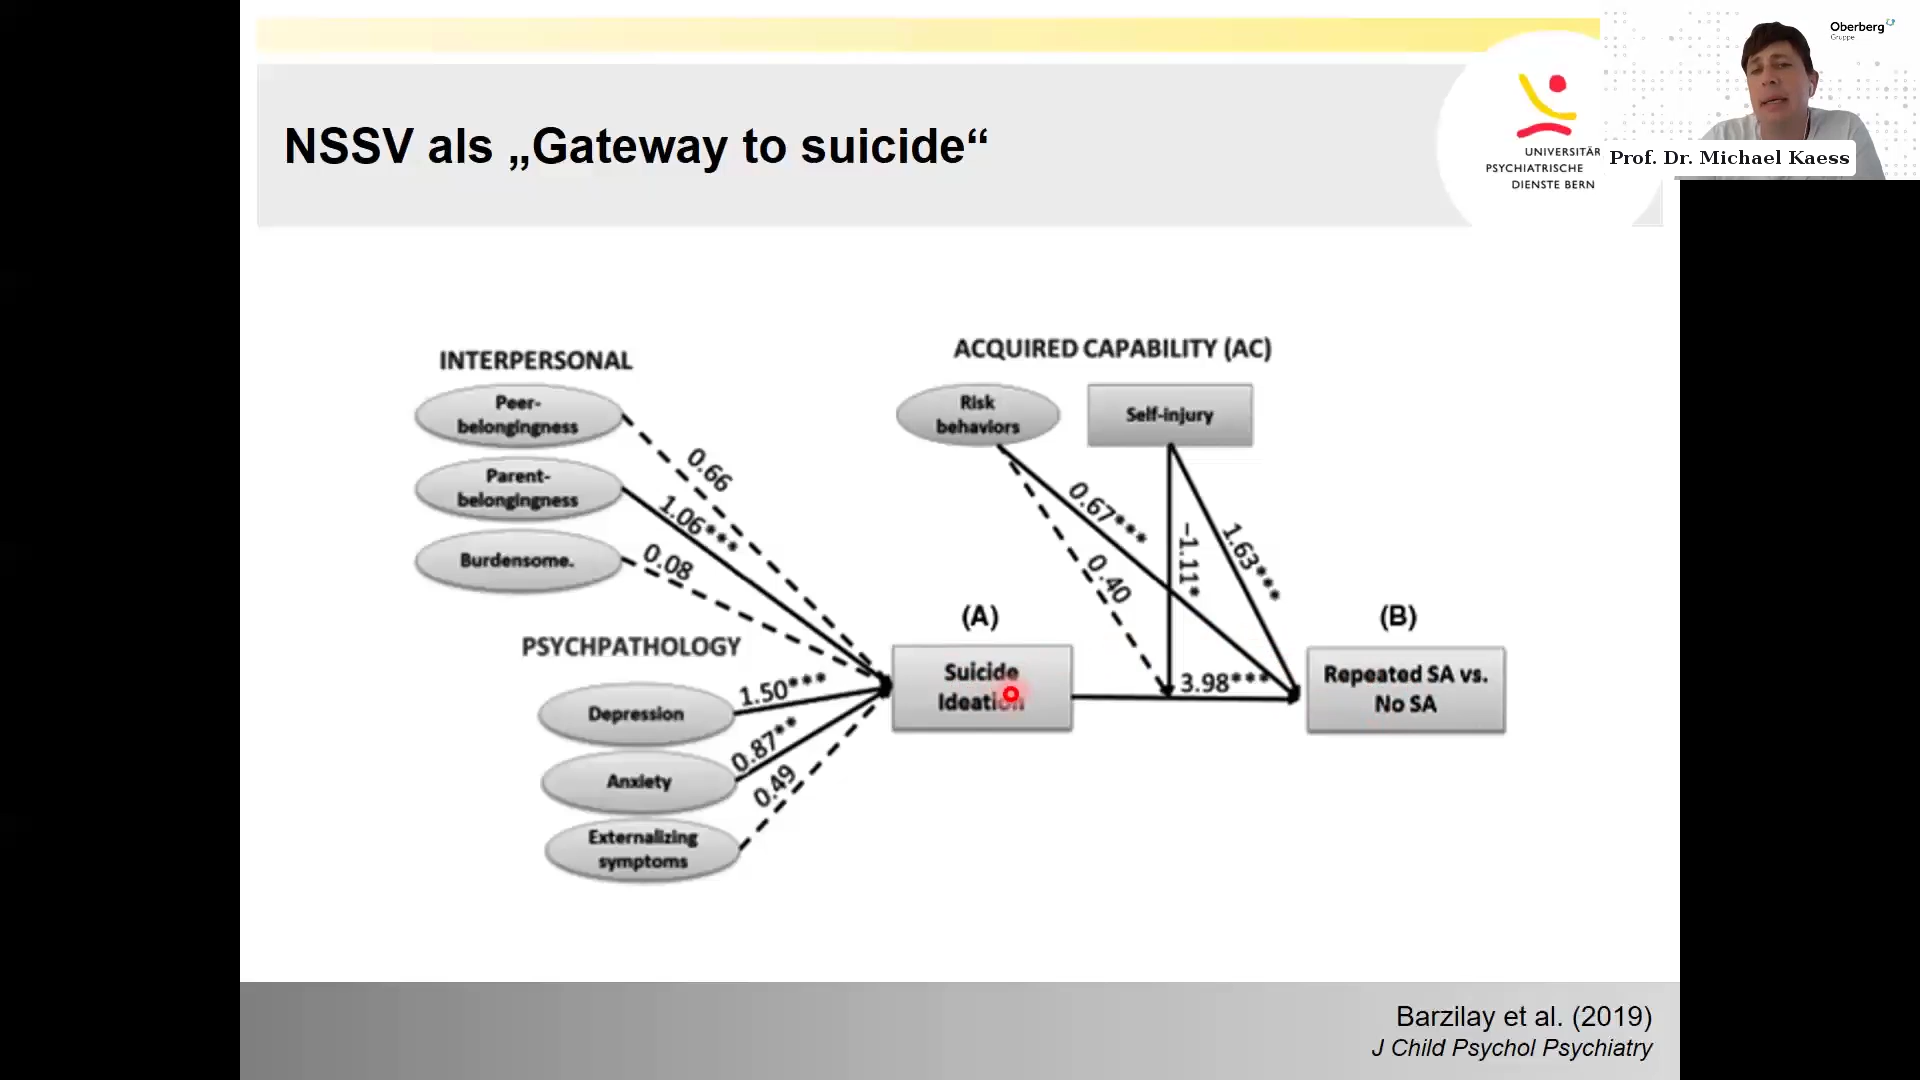 NSSV als „Gateway to suicide“
UNIVERSITÄR
PSYCHIATRISCHE
DIENSTE BERN
Oberberg
Gruppe
Prof. Dr. Michael Kaess
INTERPERSONAL
Peer-
belongingness
Parent-
belongingness
Burdensome.
0.66
1.06***
0.08
PSYCHPATHOLOGY
Depression
Anxiety
Externalizing
symptoms
1.50***
0.87**
0.49
ACQUIRED CAPABILITY (AC)
Risk
behaviors
Self-injury
0.67***
0.40
-1.11*
1.63***
(A)
Suicide
Ideation
3.98***
(B)
Repeated SA vs.
No SA
Barzilay et al. (2019)
J Child Psychol Psychiatry